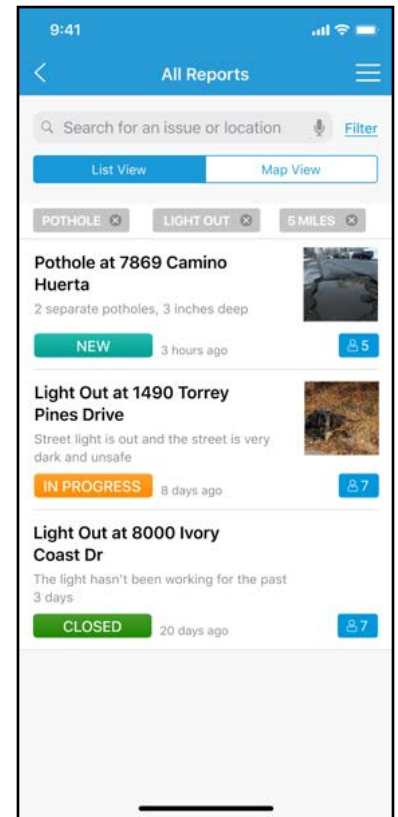 9:41
All Reports
Search for an issue or location
Filter
List View
Map View
POTHOLE
LIGHT OUT
5 MILES
Pothole at 7869 Camino
Huerta
2 separate potholes, 3 inches deep
NEW
3 hours ago
5
Light Out at 1490 Torrey
Pines Drive
Street light is out and the street is very
dark and unsafe
IN PROGRESS
8 days ago
7
Light Out at 8000 Ivory
Coast Dr
The light hasn't been working for the past
3 days
CLOSED
20 days ago
7